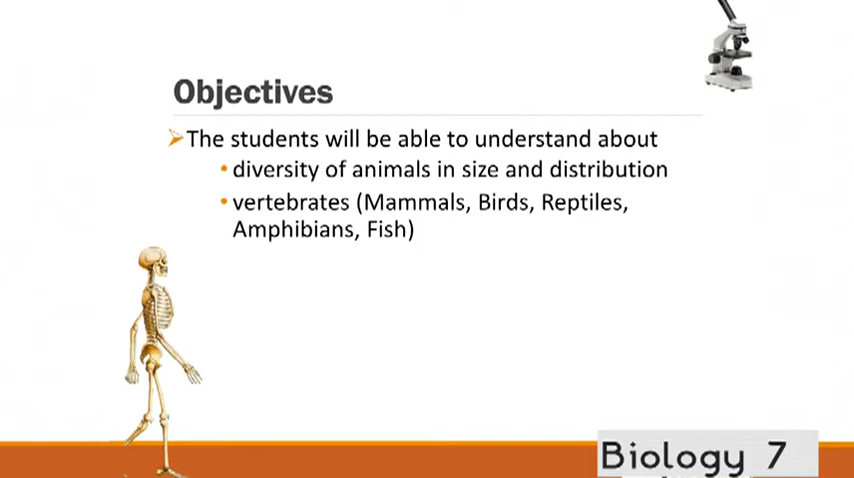 Objectives
The students will be able to understand about
• diversity of animals in size and distribution
• vertebrates (Mammals, Birds, Reptiles,
Amphibians, Fish)
Biology 7